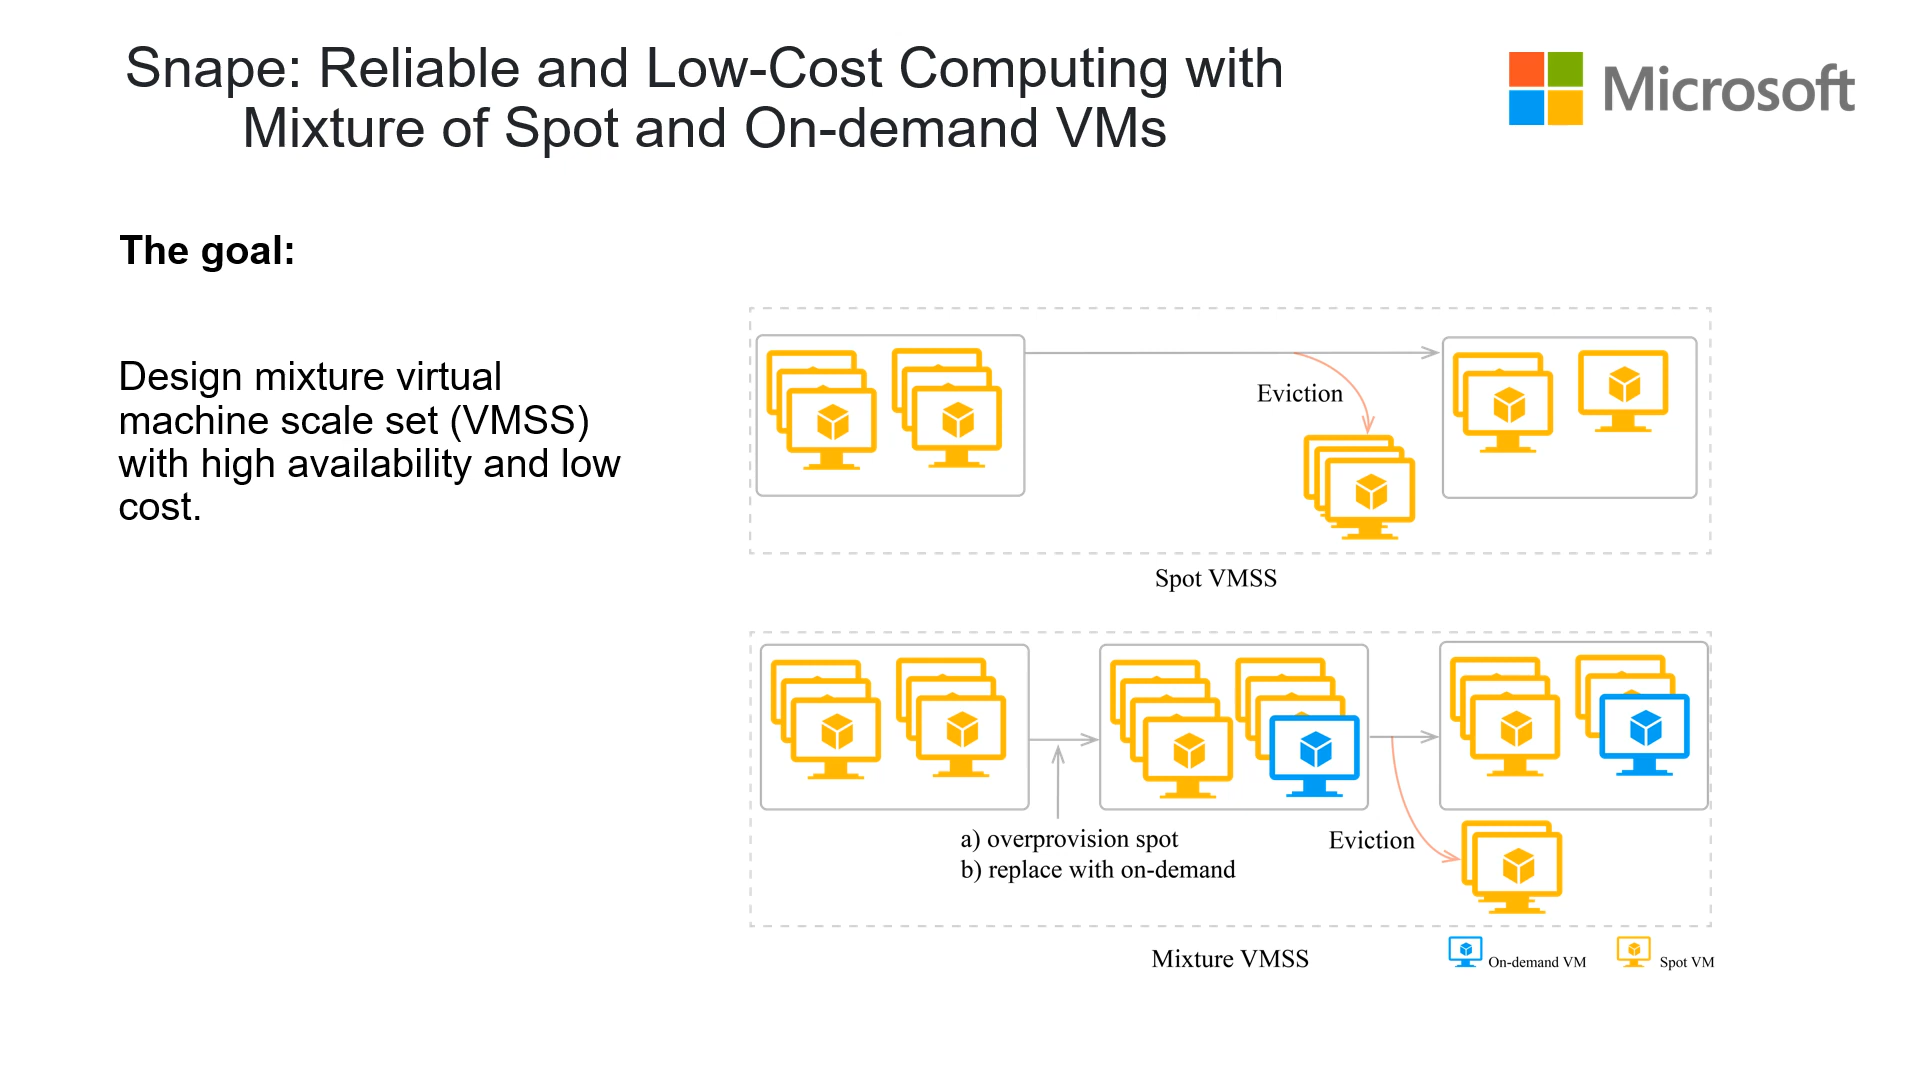 Snape: Reliable and Low-Cost Computing with
Mixture of Spot and On-demand VMs
Microsoft
The goal:
Design mixture virtual
machine scale set (VMSS)
with high availability and low
cost.
Eviction
Spot VMSS
a) overprovision spot
b) replace with on-demand
Eviction
Mixture VMSS
On-demand VM
Spot VM